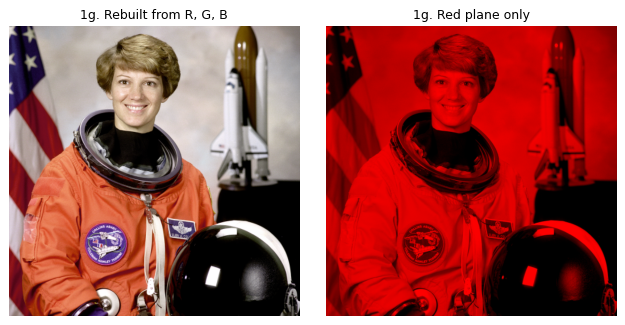 1g. Rebuilt from R, G, B
1g. Red plane only